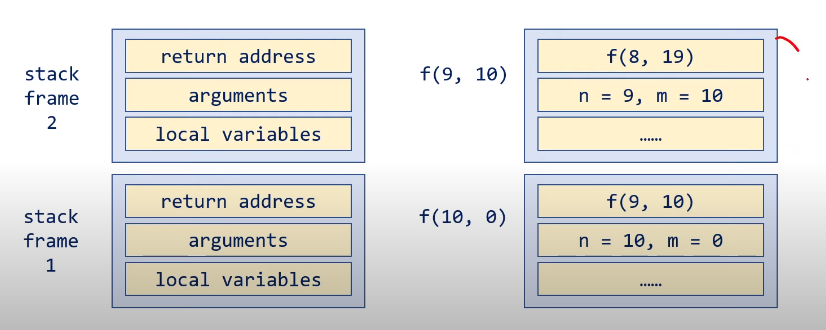 stack
frame
2
return address
arguments
local variables
f(9, 10)
f(8, 19)
n = 9, m = 10
……
stack
frame
1
return address
arguments
local variables
f(10, 0)
f(9, 10)
n = 10, m = 0
……